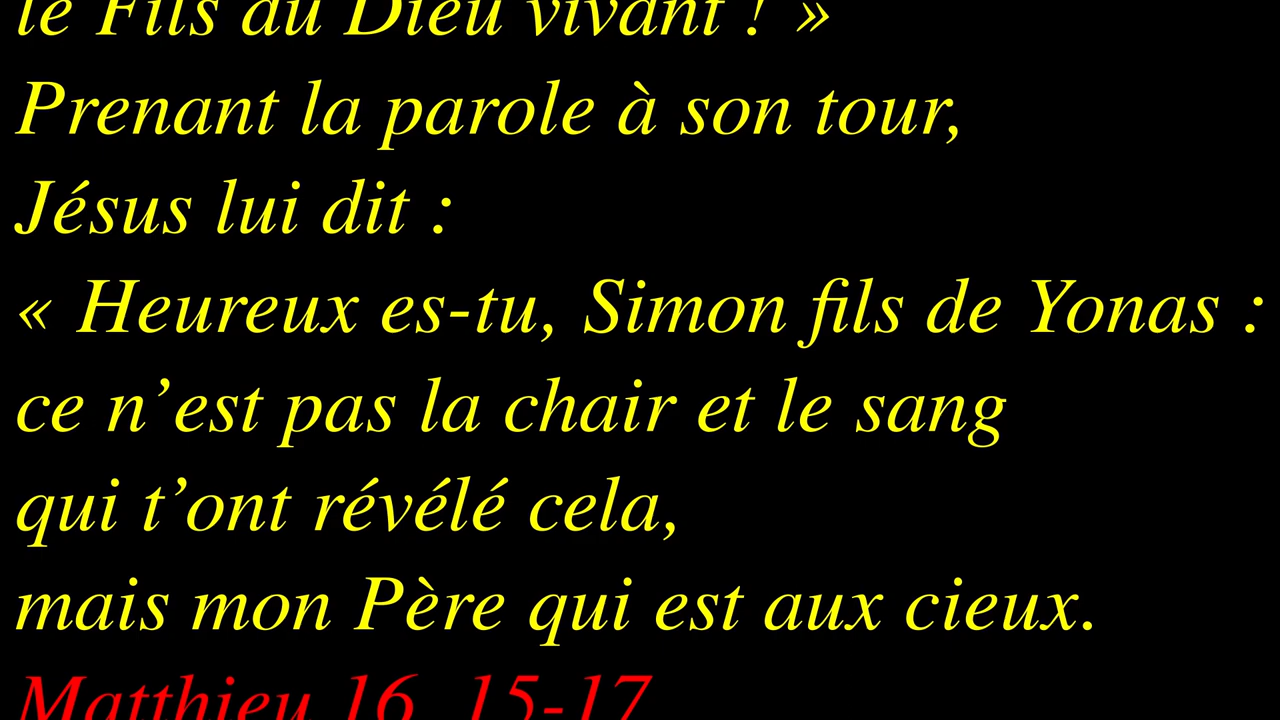 le Fils du Dieu vivant ! »
Prenant la parole à son tour,
Jésus lui dit :
« Heureux es-tu, Simon fils de Yonas :
ce n’est pas la chair et le sang
qui t’ont révélé cela,
mais mon Père qui est aux cieux.
Matthieu 16, 15-17